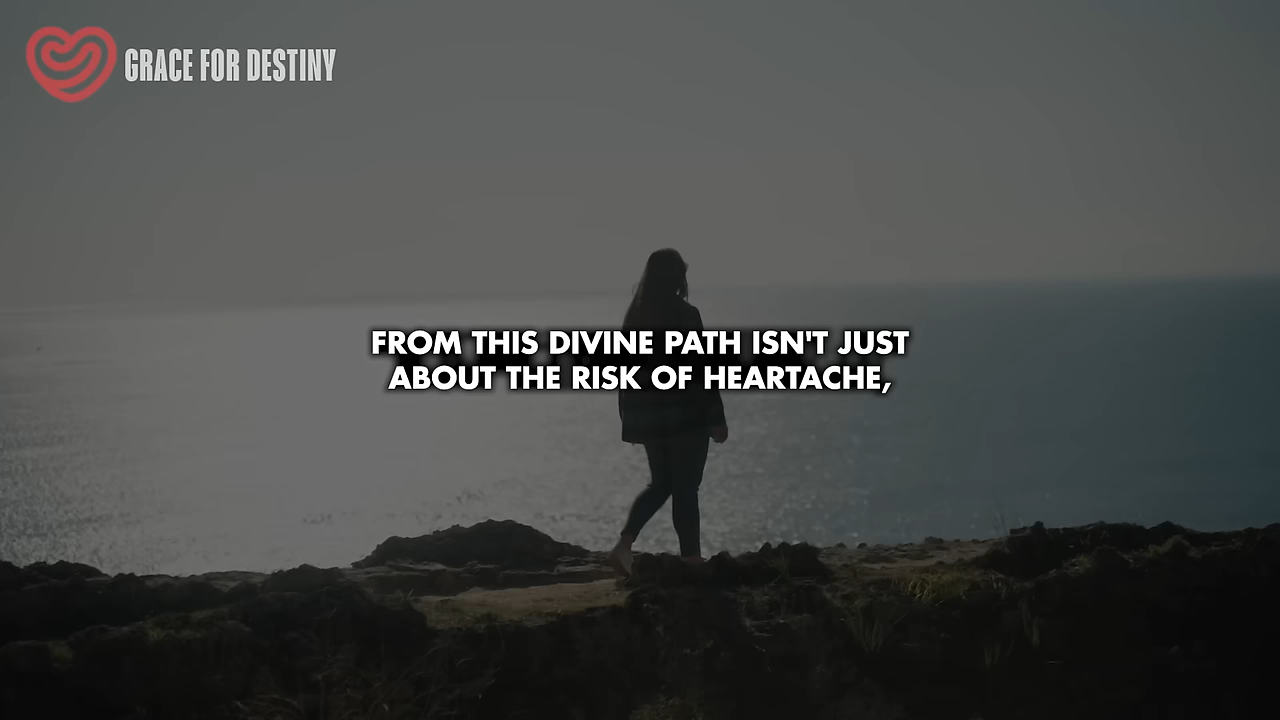 GRACE FOR DESTINY
FROM THIS DIVINE PATH ISN'T JUST
ABOUT THE RISK OF HEARTACHE,